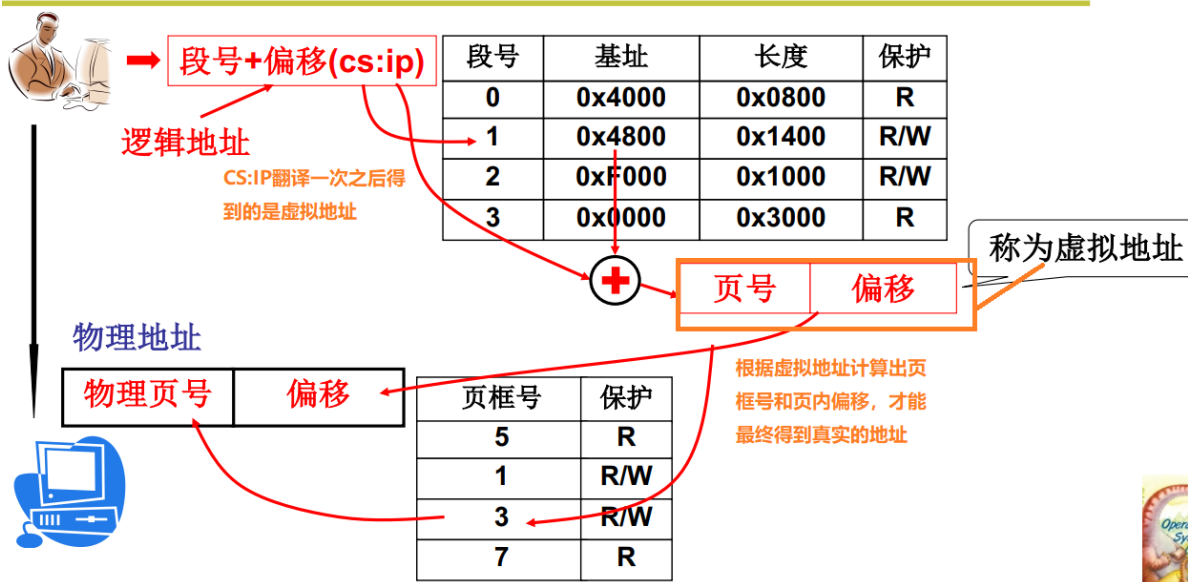 段号+偏移(cs:ip)
逻辑地址
CS:IP翻译一次之后得
到的是虚拟地址
段号 基址 长度 保护
0 0x4000 0x0800 R
1 0x4800 0x1400 R/W
2 0xF000 0x1000 R/W
3 0x0000 0x3000 R
称为虚拟地址
页号 偏移
物理地址
物理页号 偏移
根据虚拟地址计算出页
框号和页内偏移，才能
最终得到真实的地址
页框号 保护
5 R
1 R/W
3 R/W
7 R